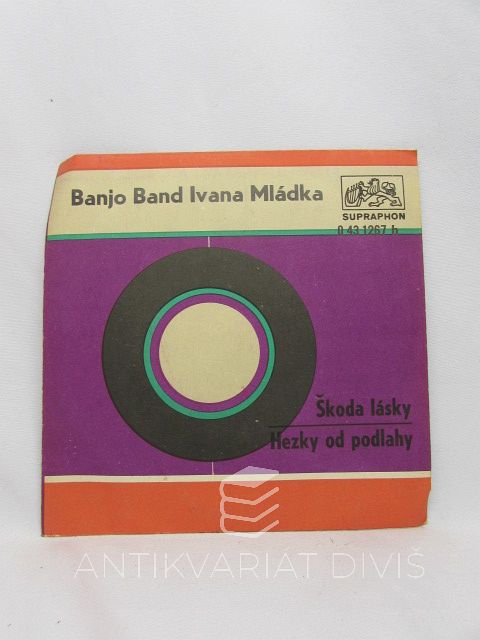 Banjo Band Ivana Mládka
SUPRAPHON
0 43 1267 h
Škoda lásky
Hezky od podlahy
ANTIKVARIÁT DIVIŠ